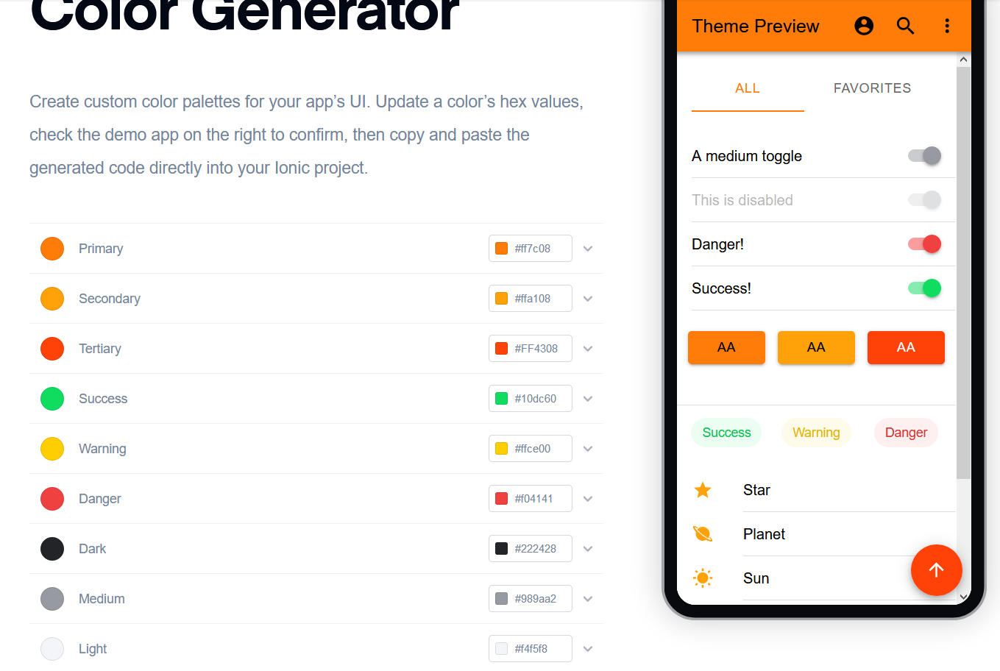 Color Generator
Create custom color palettes for your app’s UI. Update a color’s hex values,
check the demo app on the right to confirm, then copy and paste the
generated code directly into your Ionic project.
Primary #ff7c08
Secondary #ffa108
Tertiary #FF4308
Success #10dc60
Warning #ffce00
Danger #f04141
Dark #222428
Medium #989aa2
Light #f4f5f8
Theme Preview
ALL FAVORITES
A medium toggle
This is disabled
Danger!
Success!
AA AA AA
Success Warning Danger
Star
Planet
Sun